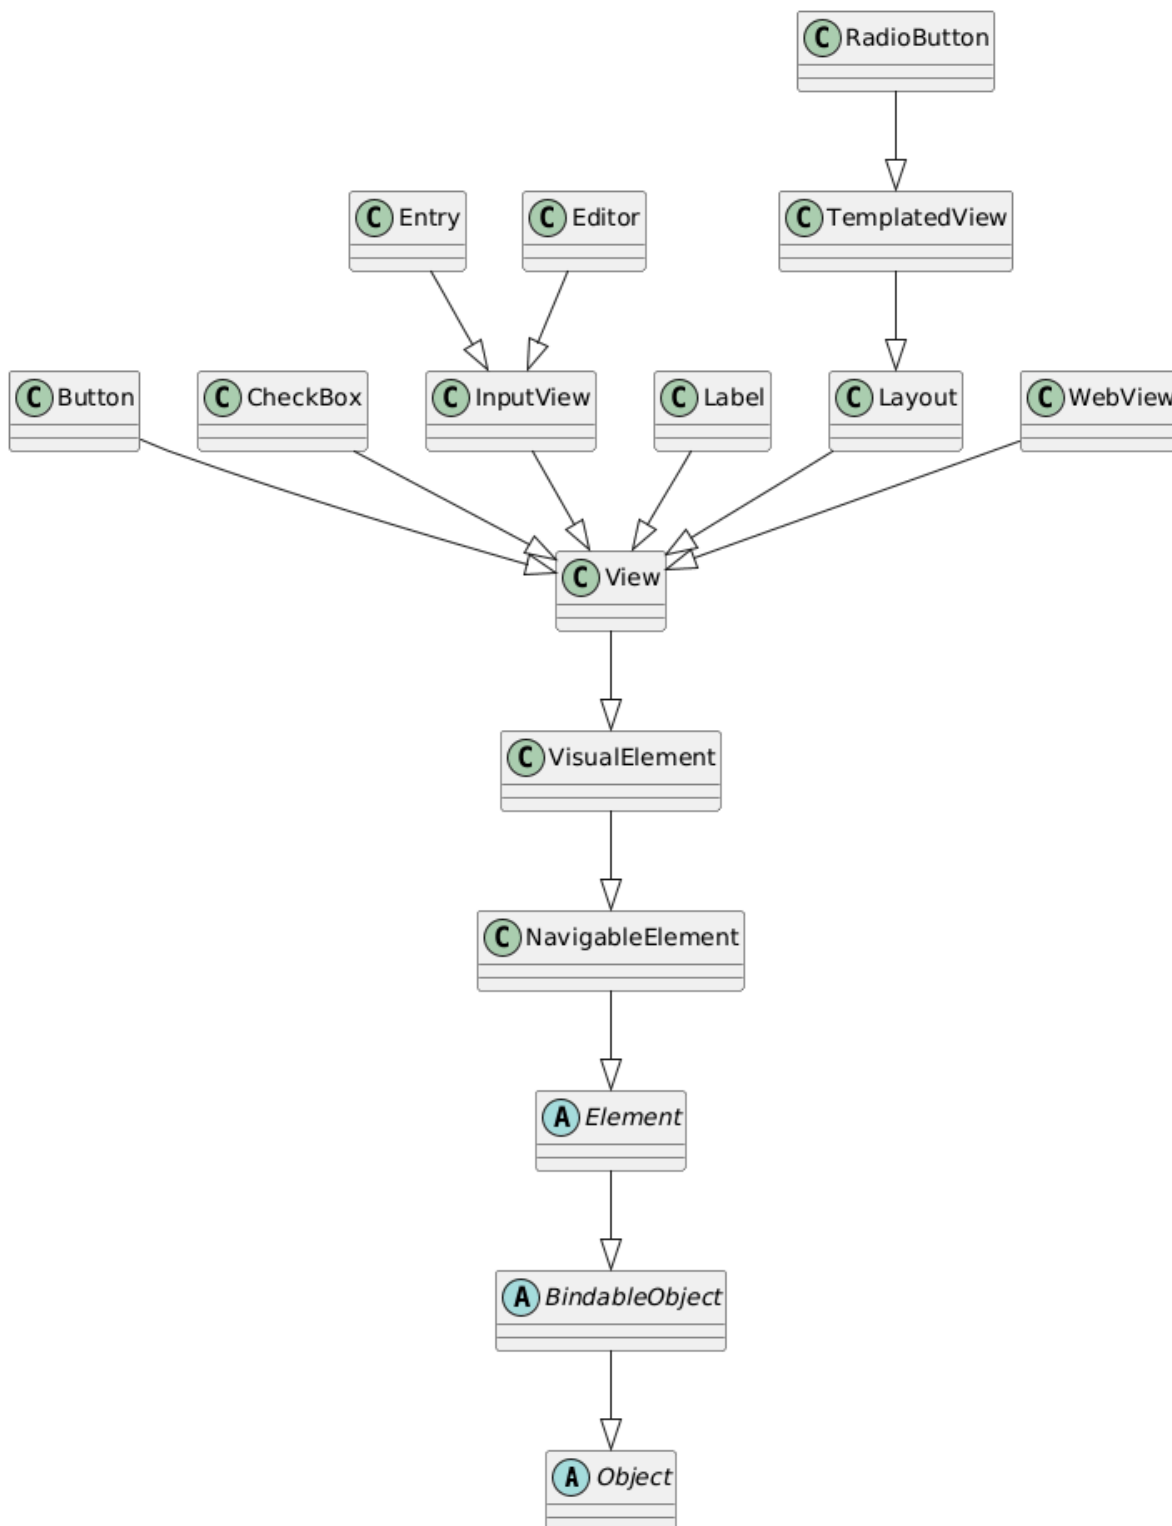 C RadioButton
C Entry
C Editor
C TemplatedView
C Button
C CheckBox
C InputView
C Label
C Layout
C WebView
C View
C VisualElement
C NavigableElement
A Element
A BindableObject
A Object